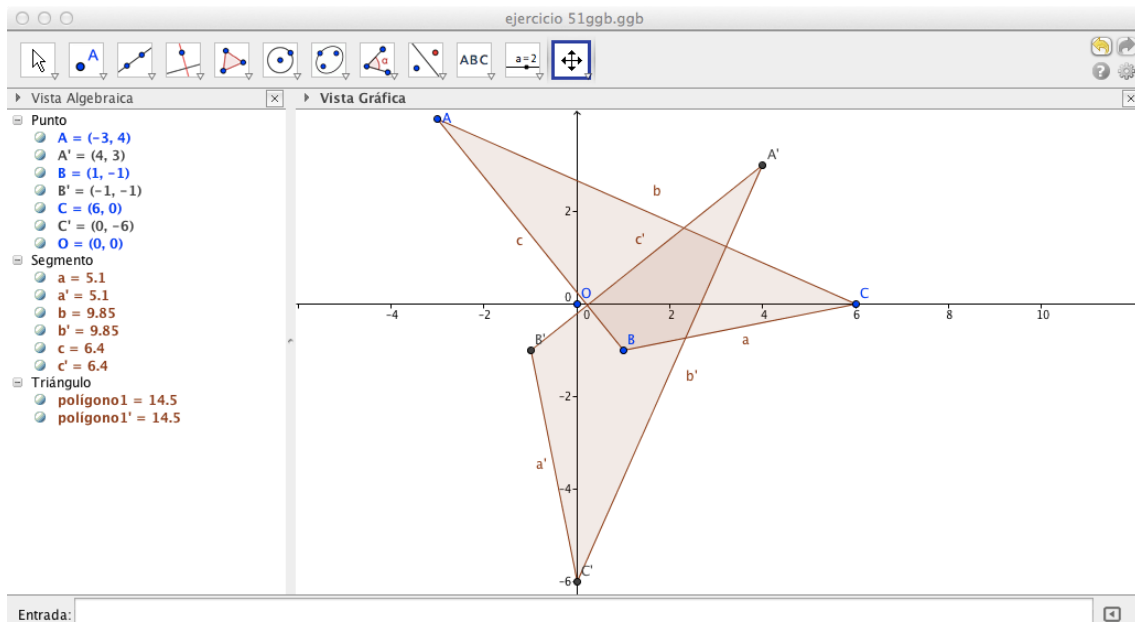 ejercicio 51ggb.ggb
A α ABC a=2
Vista Algebraica
Vista Gráfica
Punto
A = (-3, 4)
A' = (4, 3)
B = (1, -1)
B' = (-1, -1)
C = (6, 0)
C' = (0, -6)
O = (0, 0)
Segmento
a = 5.1
a' = 5.1
b = 9.85
b' = 9.85
c = 6.4
c' = 6.4
Triángulo
polígono1 = 14.5
polígono1' = 14.5
A
A'
b
2
c c'
0 O C
-4 -2 0 2 4 6 8 10
B' B a
b'
-2
a'
-4
-6 C'
Entrada: